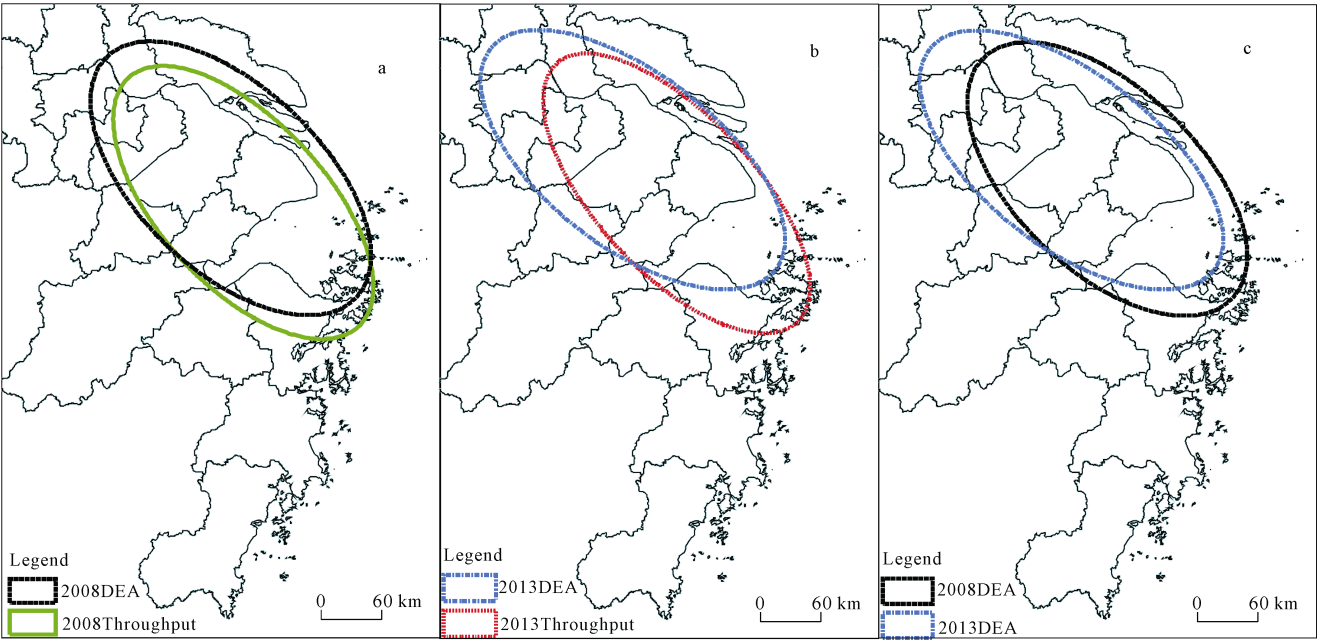 a
Legend
2008DEA
2008Throughput
0 60 km
b
Legend
2013DEA
2013Throughput
0 60 km
c
Legend
2008DEA
2013DEA
0 60 km